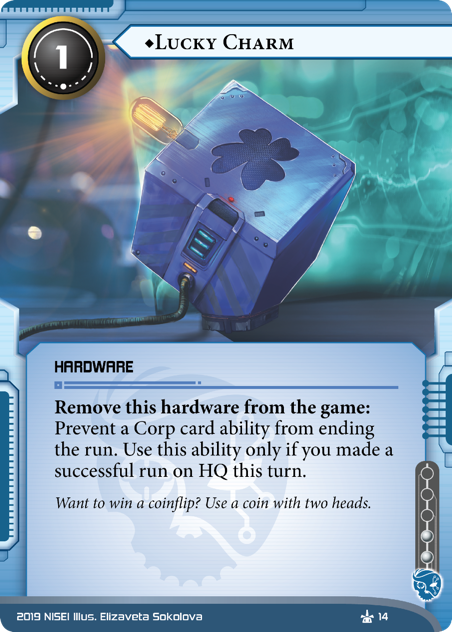 1
◆LUCKY CHARM
HARDWARE
Remove this hardware from the game:
Prevent a Corp card ability from ending
the run. Use this ability only if you made a
successful run on HQ this turn.
Want to win a coinflip? Use a coin with two heads.
2019 NISEI Illus. Elizaveta Sokolova
14